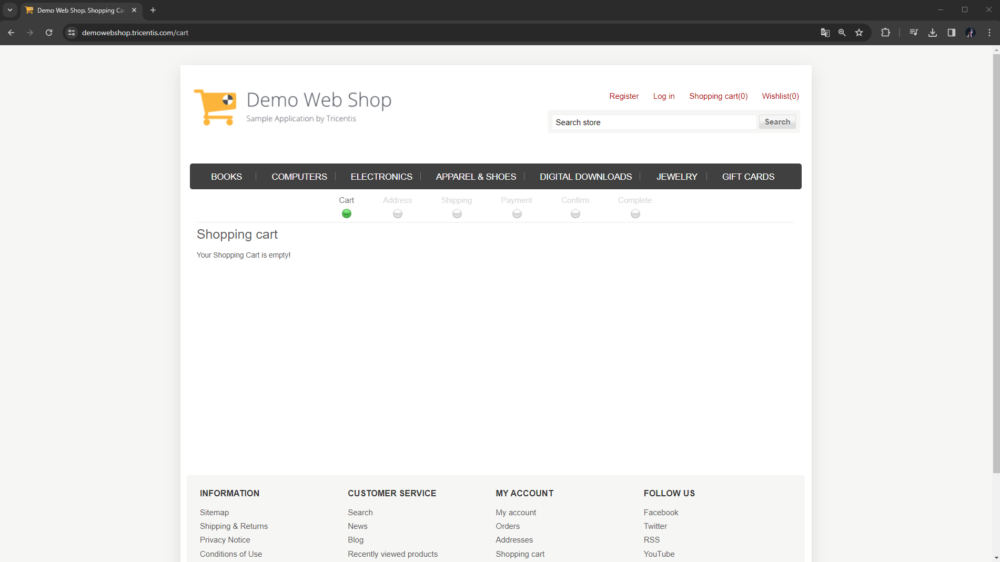 Demo Web Shop. Shopping Ca
demowebshop.tricentis.com/cart
Demo Web Shop
Sample Application by Tricentis
Register Log in Shopping cart(0) Wishlist(0)
Search store Search
BOOKS COMPUTERS ELECTRONICS APPAREL & SHOES DIGITAL DOWNLOADS JEWELRY GIFT CARDS
Cart Address Shipping Payment Confirm Complete
Shopping cart
Your Shopping Cart is empty!
INFORMATION CUSTOMER SERVICE MY ACCOUNT FOLLOW US
Sitemap Search My account Facebook
Shipping & Returns News Orders Twitter
Privacy Notice Blog Addresses RSS
Conditions of Use Recently viewed products Shopping cart YouTube